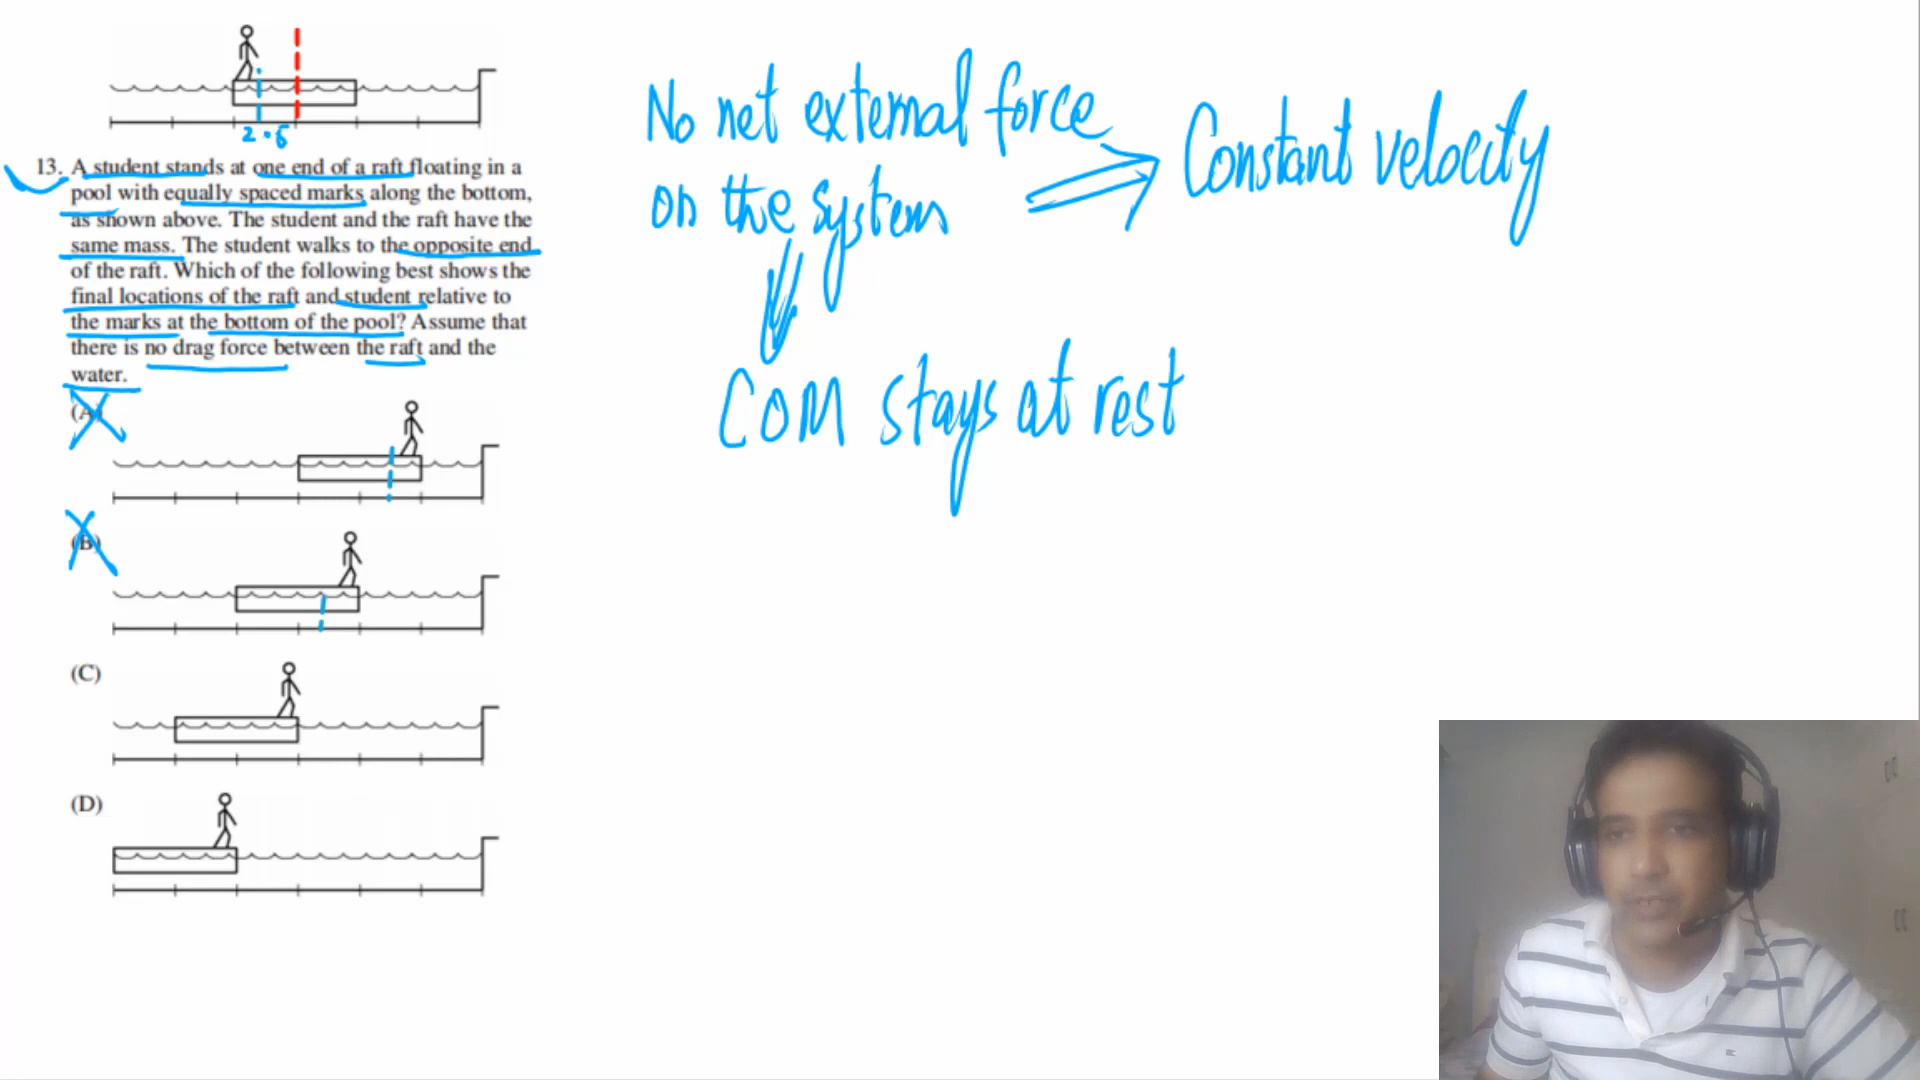 2.5
13. A student stands at one end of a raft floating in a
pool with equally spaced marks along the bottom,
as shown above. The student and the raft have the
same mass. The student walks to the opposite end
of the raft. Which of the following best shows the
final locations of the raft and student relative to
the marks at the bottom of the pool? Assume that
there is no drag force between the raft and the
water.
(A)
(B)
(C)
(D)
No net external force
on the system
Constant velocity
COM stays at rest